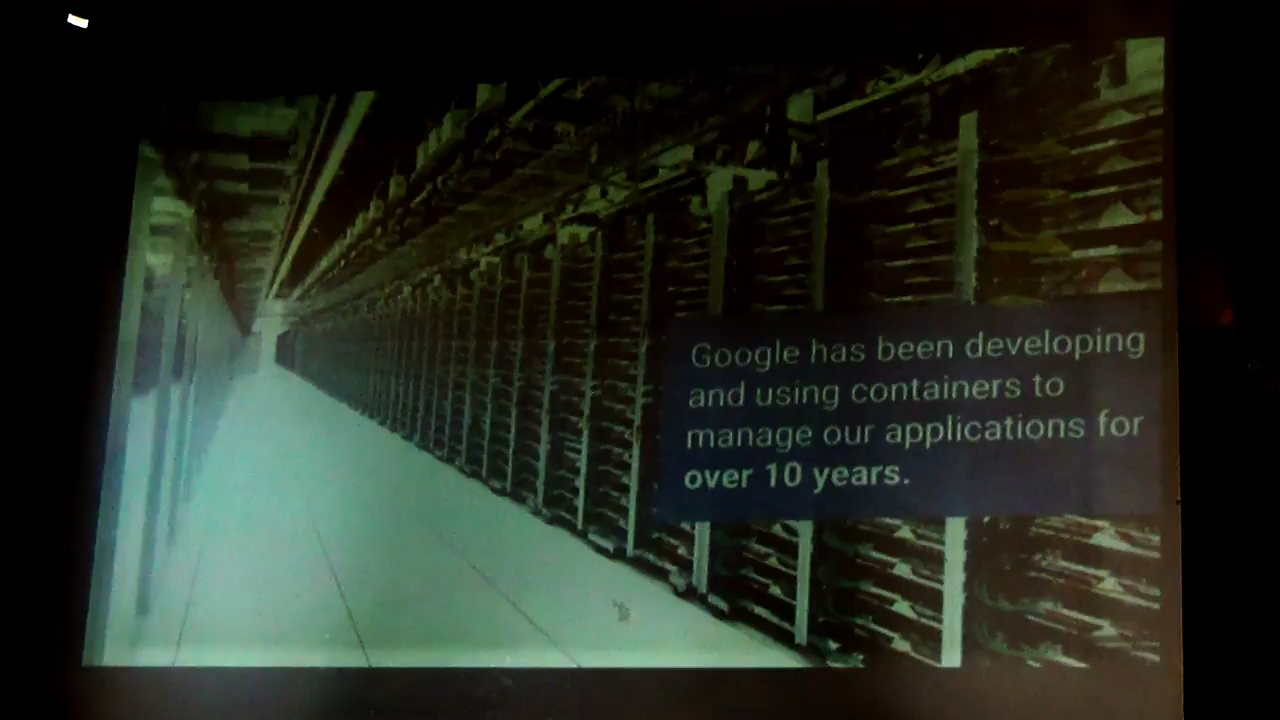 Google has been developing
and using containers to
manage our applications for
over 10 years.